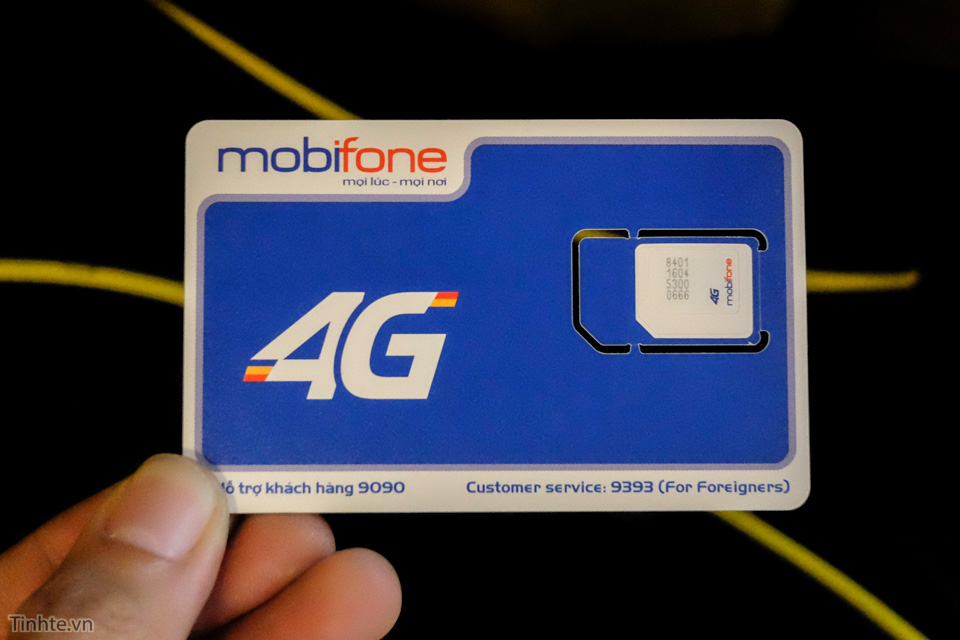 mobifone
mọi lúc - mọi nơi
8401
1604
5300
0666
4G
mobifone
4G
trợ khách hàng 9090
Customer service: 9393 (For Foreigners)
Tinhte.vn